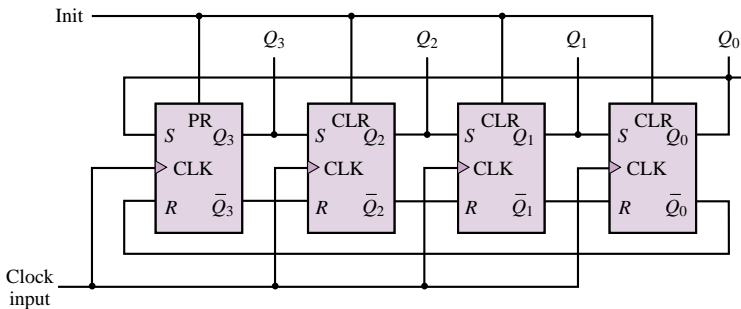 Init
Q3 Q2 Q1 Q0
PR CLR CLR CLR
S Q3 S Q2 S Q1 S Q0
CLK CLK CLK CLK
R Q̅3 R Q̅2 R Q̅1 R Q̅0
Clock
input